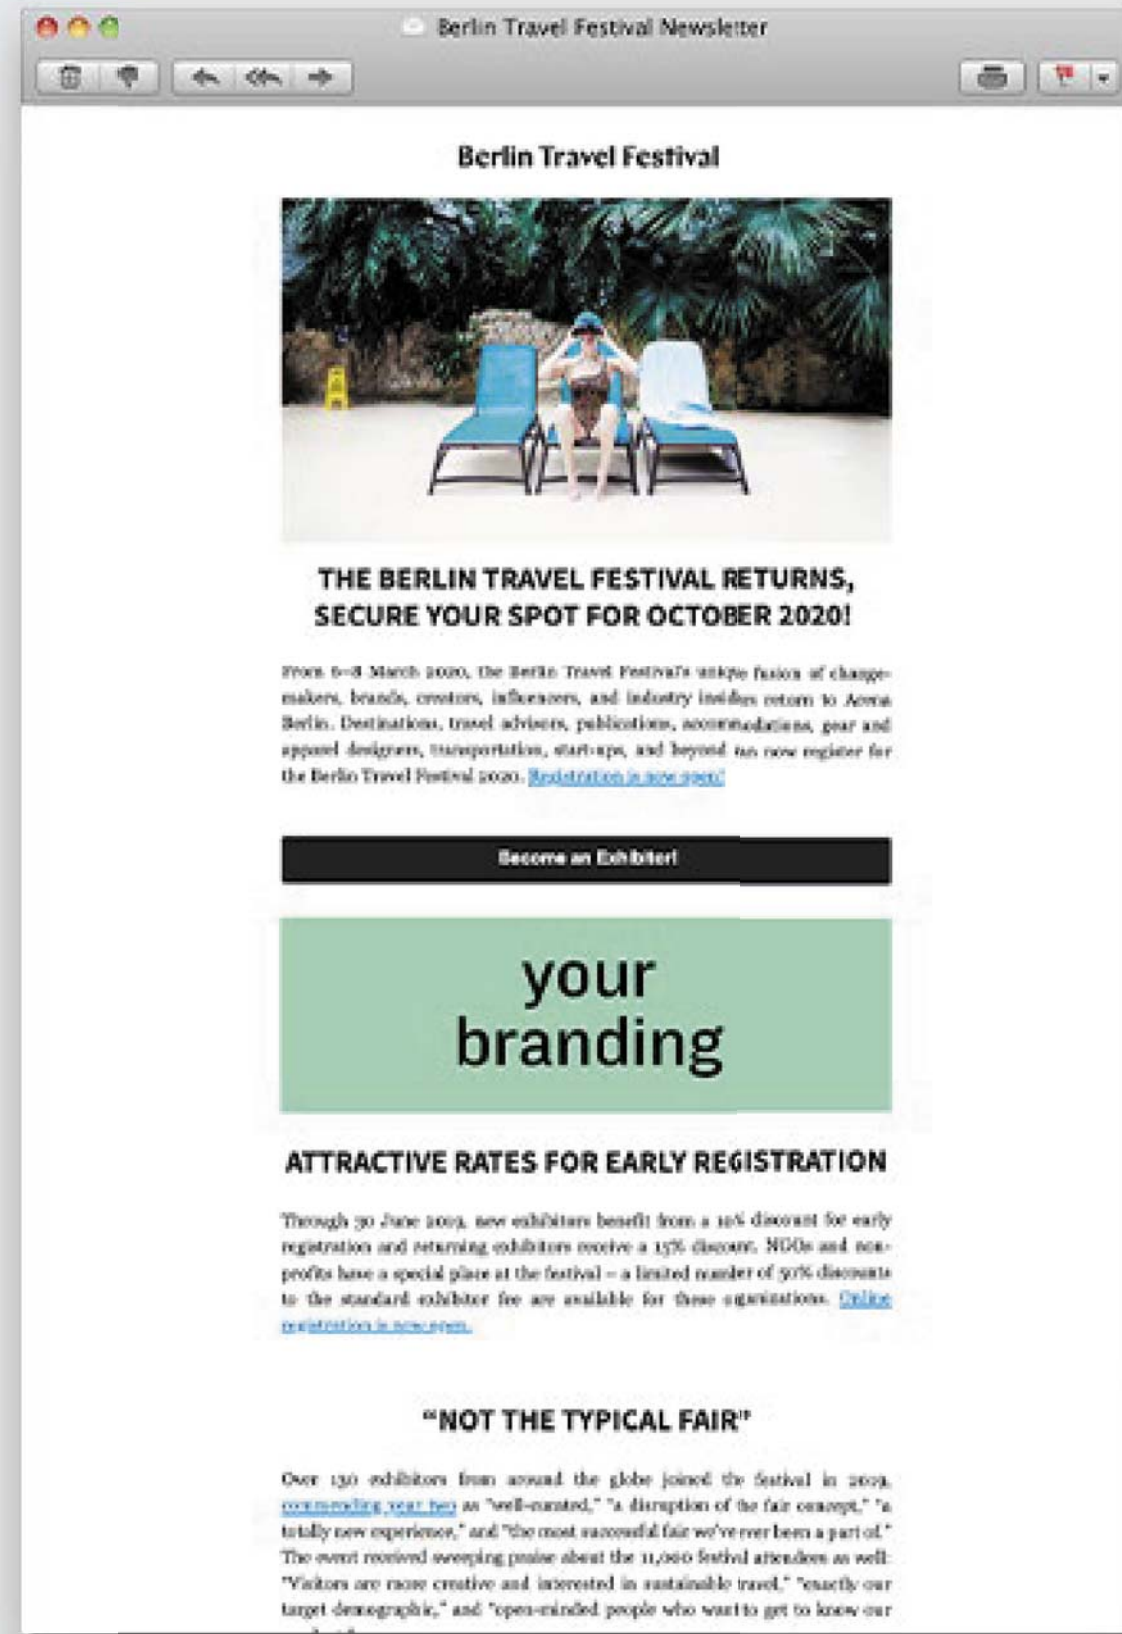 Berlin Travel Festival Newsletter
Berlin Travel Festival
THE BERLIN TRAVEL FESTIVAL RETURNS,
SECURE YOUR SPOT FOR OCTOBER 2020!
From 6–8 March 2020, the Berlin Travel Festival's unique fusion of change-
makers, brands, creators, influencers, and industry insiders return to Arena
Berlin. Destinations, travel advisors, publications, accommodations, gear and
apparel designers, transportation, start-ups, and beyond can now register for
the Berlin Travel Festival 2020. Registration is now open!
Become an Exhibitor!
your
branding
ATTRACTIVE RATES FOR EARLY REGISTRATION
Through 30 June 2019, new exhibitors benefit from a 10% discount for early
registration and returning exhibitors receive a 15% discount. NGOs and non-
profits have a special place at the festival – a limited number of 50% discounts
to the standard exhibitor fee are available for these organizations. Online
registration is now open.
“NOT THE TYPICAL FAIR”
Over 130 exhibitors from around the globe joined the festival in 2019,
commending year two as "well-curated," "a disruption of the fair concept," "a
totally new experience," and "the most successful fair we've ever been a part of."
The event received sweeping praise about the 11,000 festival attendees as well:
"Visitors are more creative and interested in sustainable travel," "exactly our
target demographic," and "open-minded people who want to get to know our